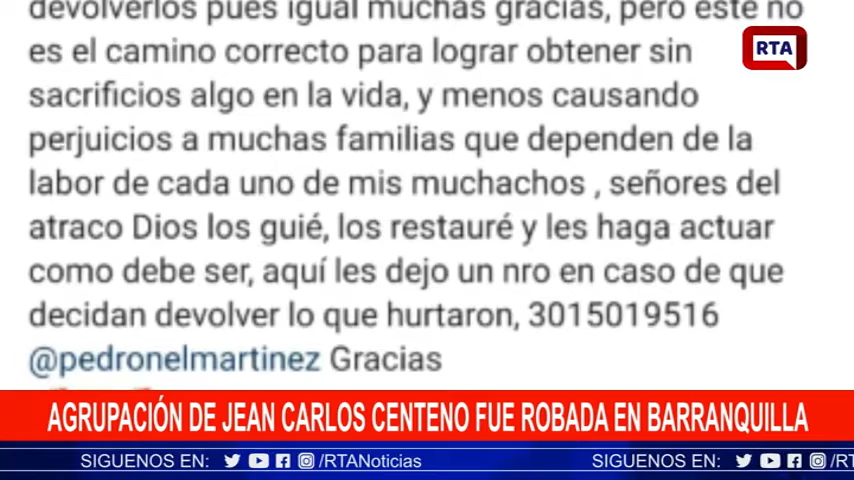 devolverlos pues igual muchas gracias, pero este no
es el camino correcto para lograr obtener sin
sacrificios algo en la vida, y menos causando
perjuicios a muchas familias que dependen de la
labor de cada uno de mis muchachos , señores del
atraco Dios los guié, los restauré y les haga actuar
como debe ser, aquí les dejo un nro en caso de que
decidan devolver lo que hurtaron, 3015019516
@pedronelmartinez Gracias
RTA
AGRUPACIÓN DE JEAN CARLOS CENTENO FUE ROBADA EN BARRANQUILLA
SIGUENOS EN: /RTANoticias SIGUENOS EN: /RT